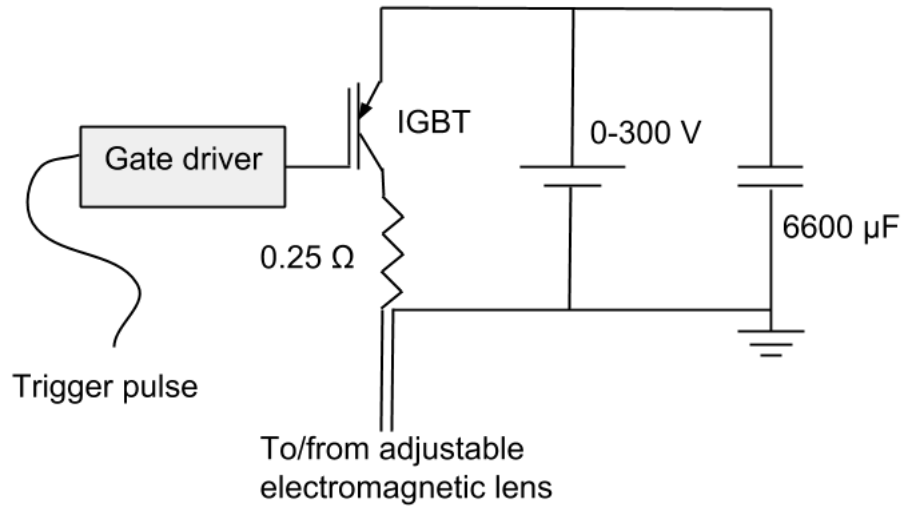 IGBT
0-300 V
Gate driver
6600 µF
0.25 Ω
Trigger pulse
To/from adjustable
electromagnetic lens